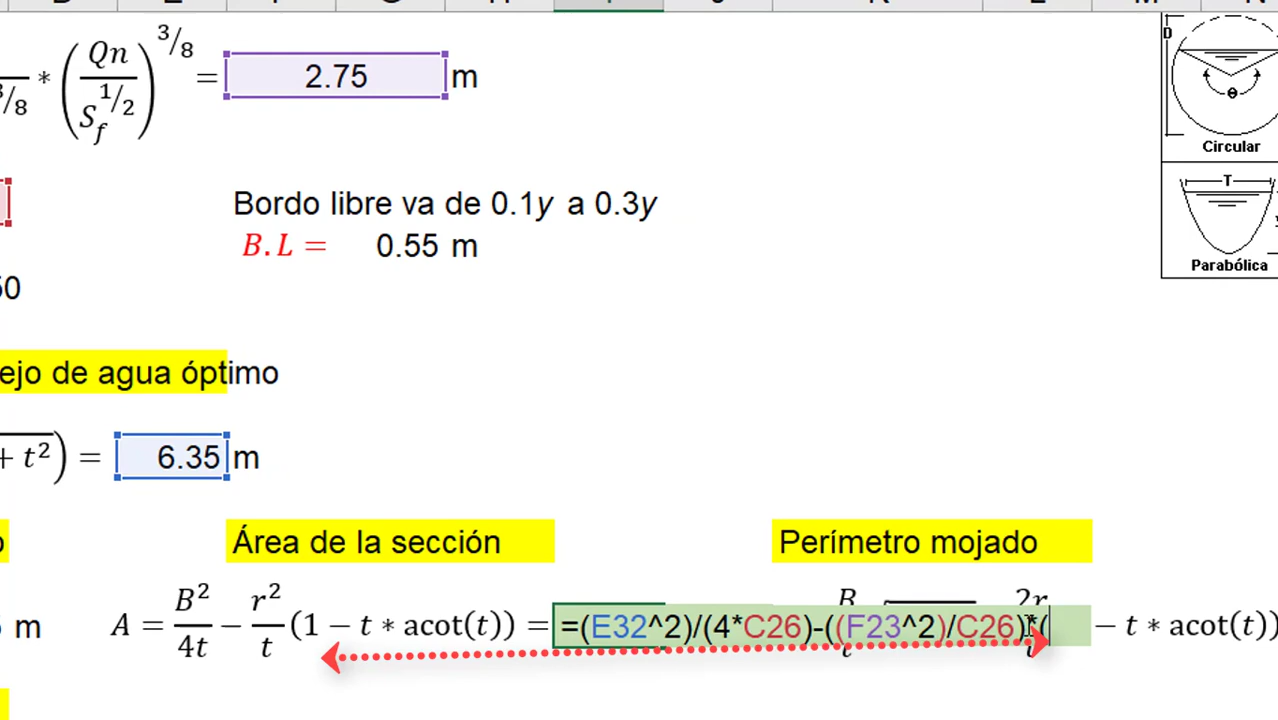 3/8 * (Qn / S_f^{1/2})^{3/8} = 2.75 m
D
Circular
Bordo libre va de 0.1y a 0.3y
T
B.L = 0.55 m
Parabólica
50
ejo de agua óptimo
+ t²) = 6.35 m
Área de la sección
Perímetro mojado
m
A = B²/4t − r²/t (1 − t * acot(t)) = =(E32^2)/(4*C26)-((F23^2)/C26)*( − t * acot(t))